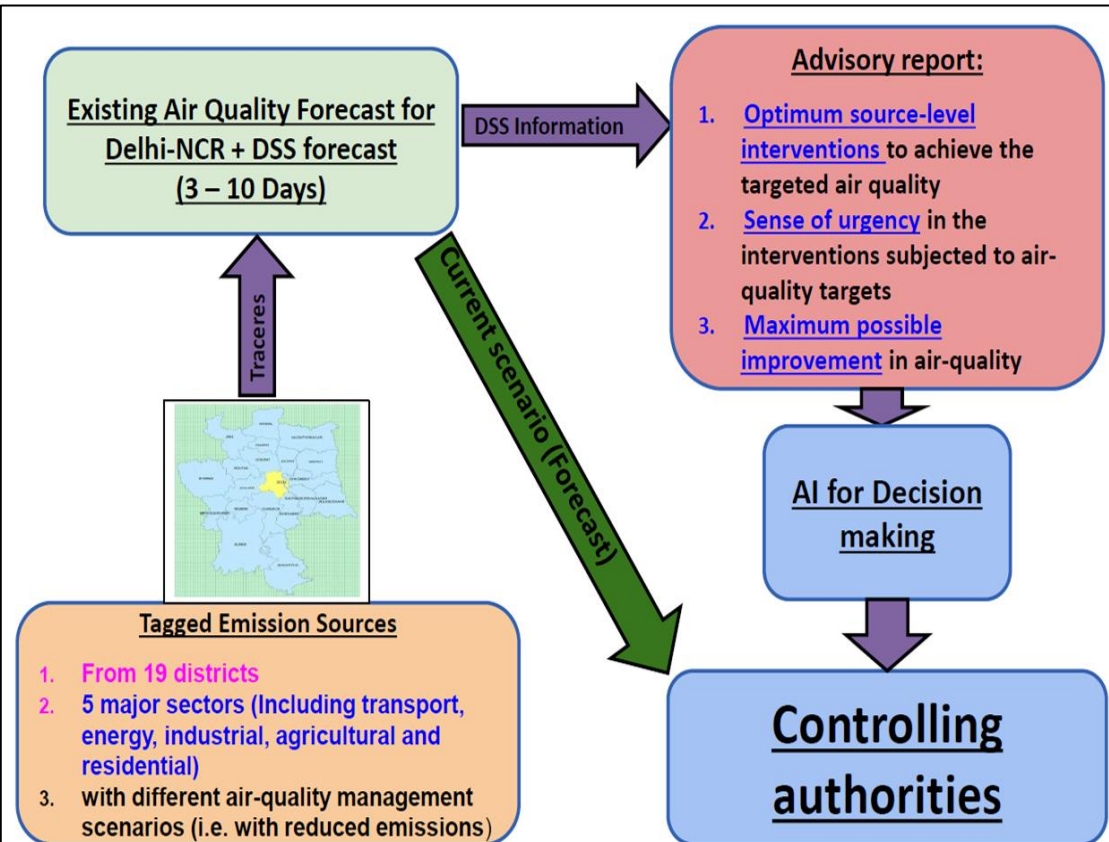 Existing Air Quality Forecast for
Delhi-NCR + DSS forecast
(3 – 10 Days)
DSS Information
Advisory report:
1. Optimum source-level
interventions to achieve the
targeted air quality
2. Sense of urgency in the
interventions subjected to air-
quality targets
3. Maximum possible
improvement in air-quality
Traceres
Current scenario (Forecast)
AI for Decision
making
Tagged Emission Sources
1. From 19 districts
2. 5 major sectors (Including transport,
energy, industrial, agricultural and
residential)
3. with different air-quality management
scenarios (i.e. with reduced emissions)
Controlling
authorities